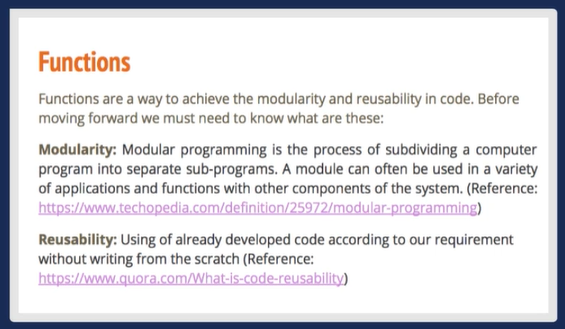 Functions
Functions are a way to achieve the modularity and reusability in code. Before
moving forward we must need to know what are these:
Modularity: Modular programming is the process of subdividing a computer
program into separate sub-programs. A module can often be used in a variety
of applications and functions with other components of the system. (Reference:
https://www.techopedia.com/definition/25972/modular-programming)
Reusability: Using of already developed code according to our requirement
without writing from the scratch (Reference:
https://www.quora.com/What-is-code-reusability)